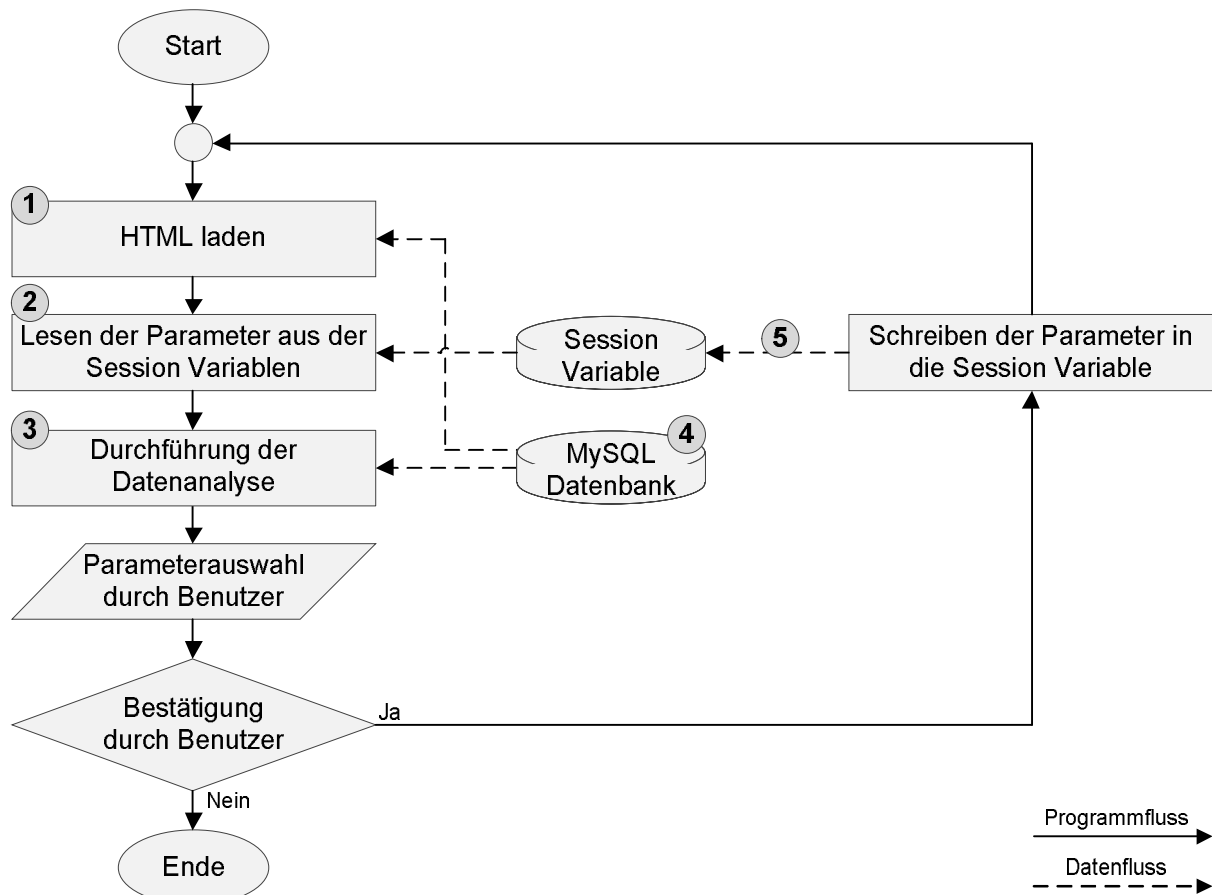 Start
1
HTML laden
2
Lesen der Parameter aus der
Session Variablen
Session
Variable
5
Schreiben der Parameter in
die Session Variable
3
Durchführung der
Datenanalyse
4
MySQL
Datenbank
Parameterauswahl
durch Benutzer
Bestätigung
durch Benutzer
Ja
Nein
Ende
Programmfluss
Datenfluss